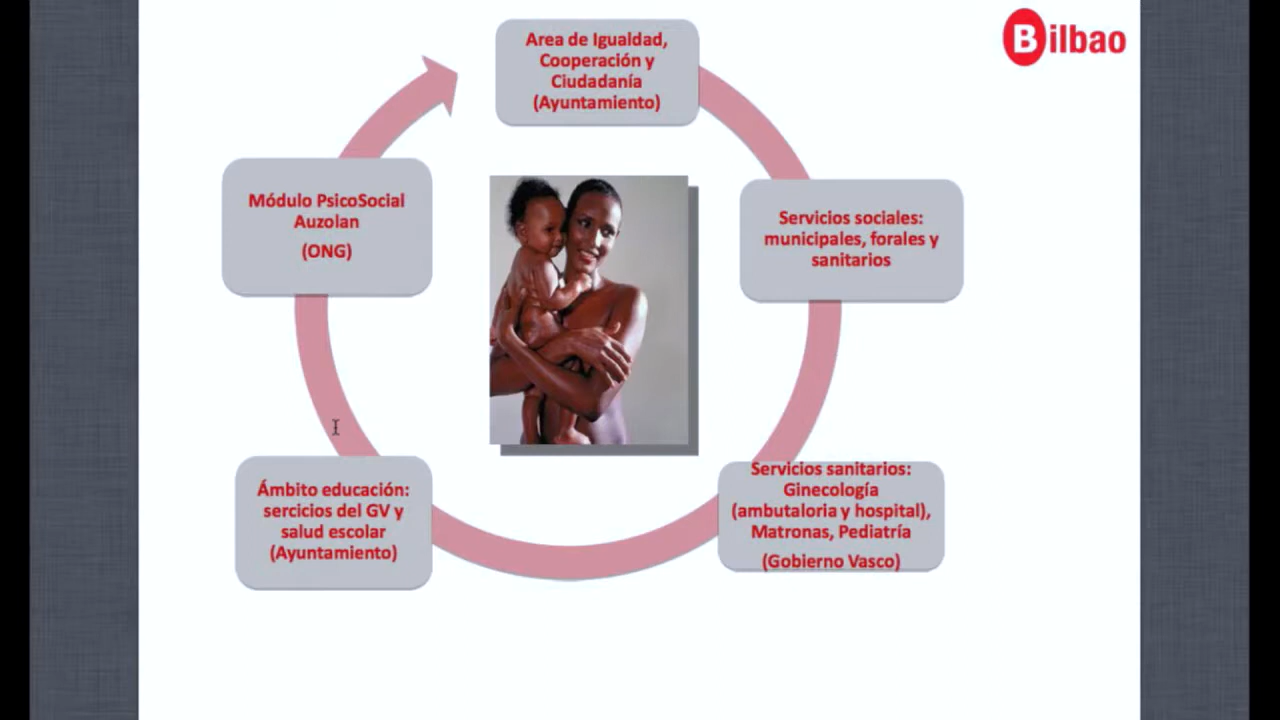 Bilbao
Area de Igualdad,
Cooperación y
Ciudadanía
(Ayuntamiento)
Servicios sociales:
municipales, forales y
sanitarios
Servicios sanitarios:
Ginecología
(ambutaloria y hospital),
Matronas, Pediatría
(Gobierno Vasco)
Ámbito educación:
sercicios del GV y
salud escolar
(Ayuntamiento)
Módulo PsicoSocial
Auzolan
(ONG)